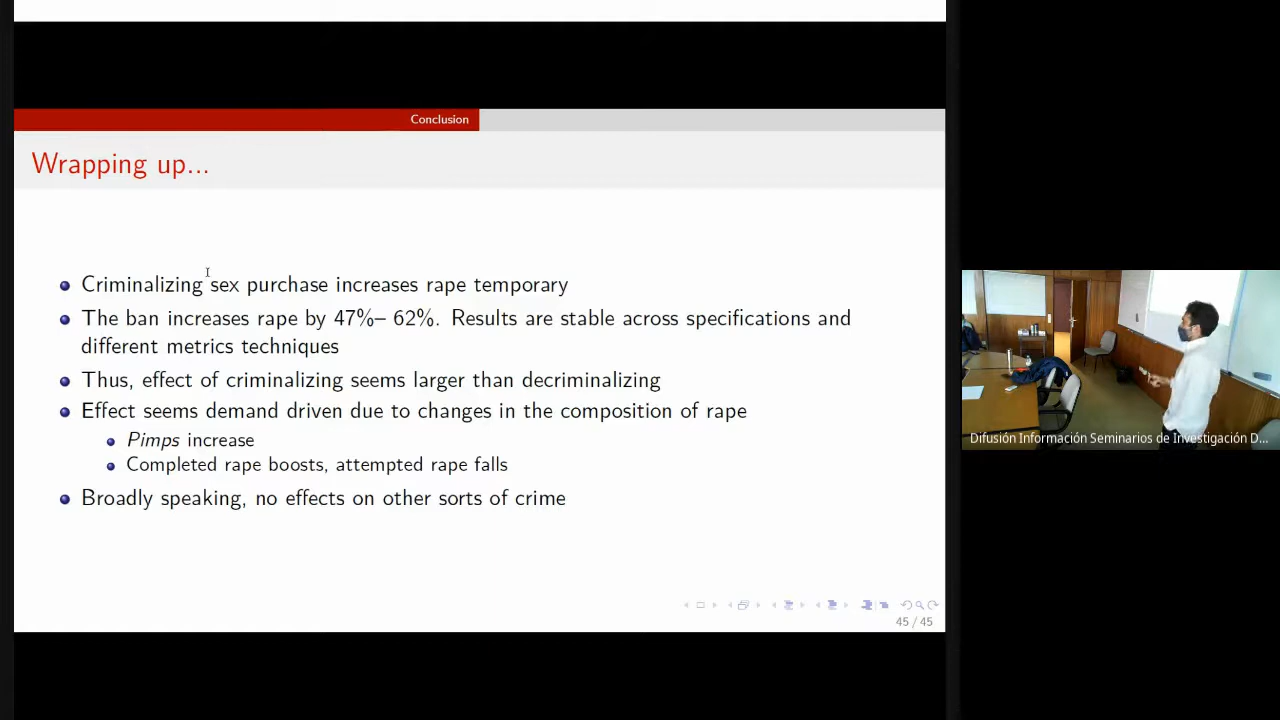 Conclusion
Wrapping up...
Criminalizing sex purchase increases rape temporary
The ban increases rape by 47%– 62%. Results are stable across specifications and
different metrics techniques
Thus, effect of criminalizing seems larger than decriminalizing
Effect seems demand driven due to changes in the composition of rape
Pimps increase
Completed rape boosts, attempted rape falls
Broadly speaking, no effects on other sorts of crime
45 / 45
Difusión Información Seminarios de Investigación D...